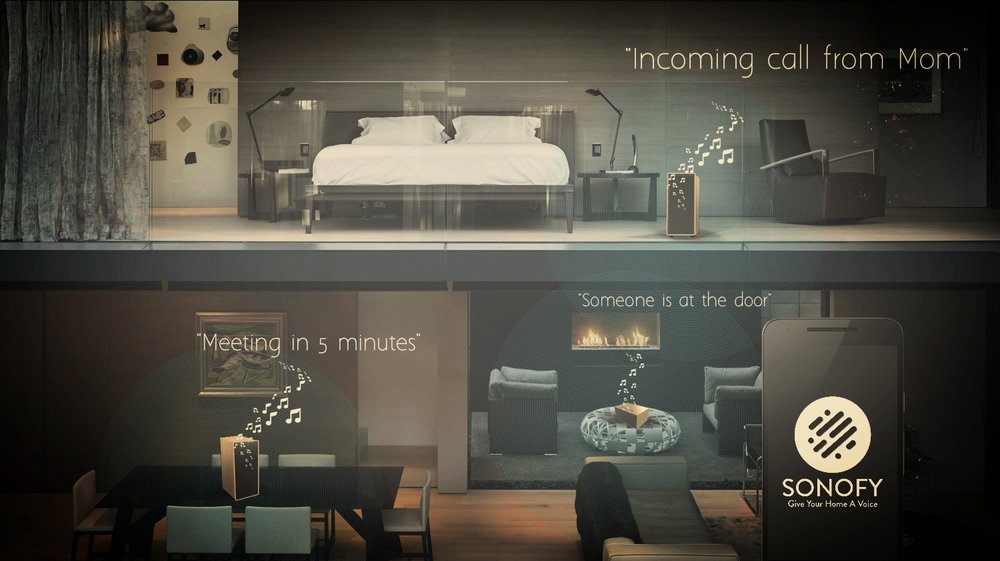 "Incoming call from Mom"
"Someone is at the door"
"Meeting in 5 minutes"
SONOFY
Give Your Home A Voice